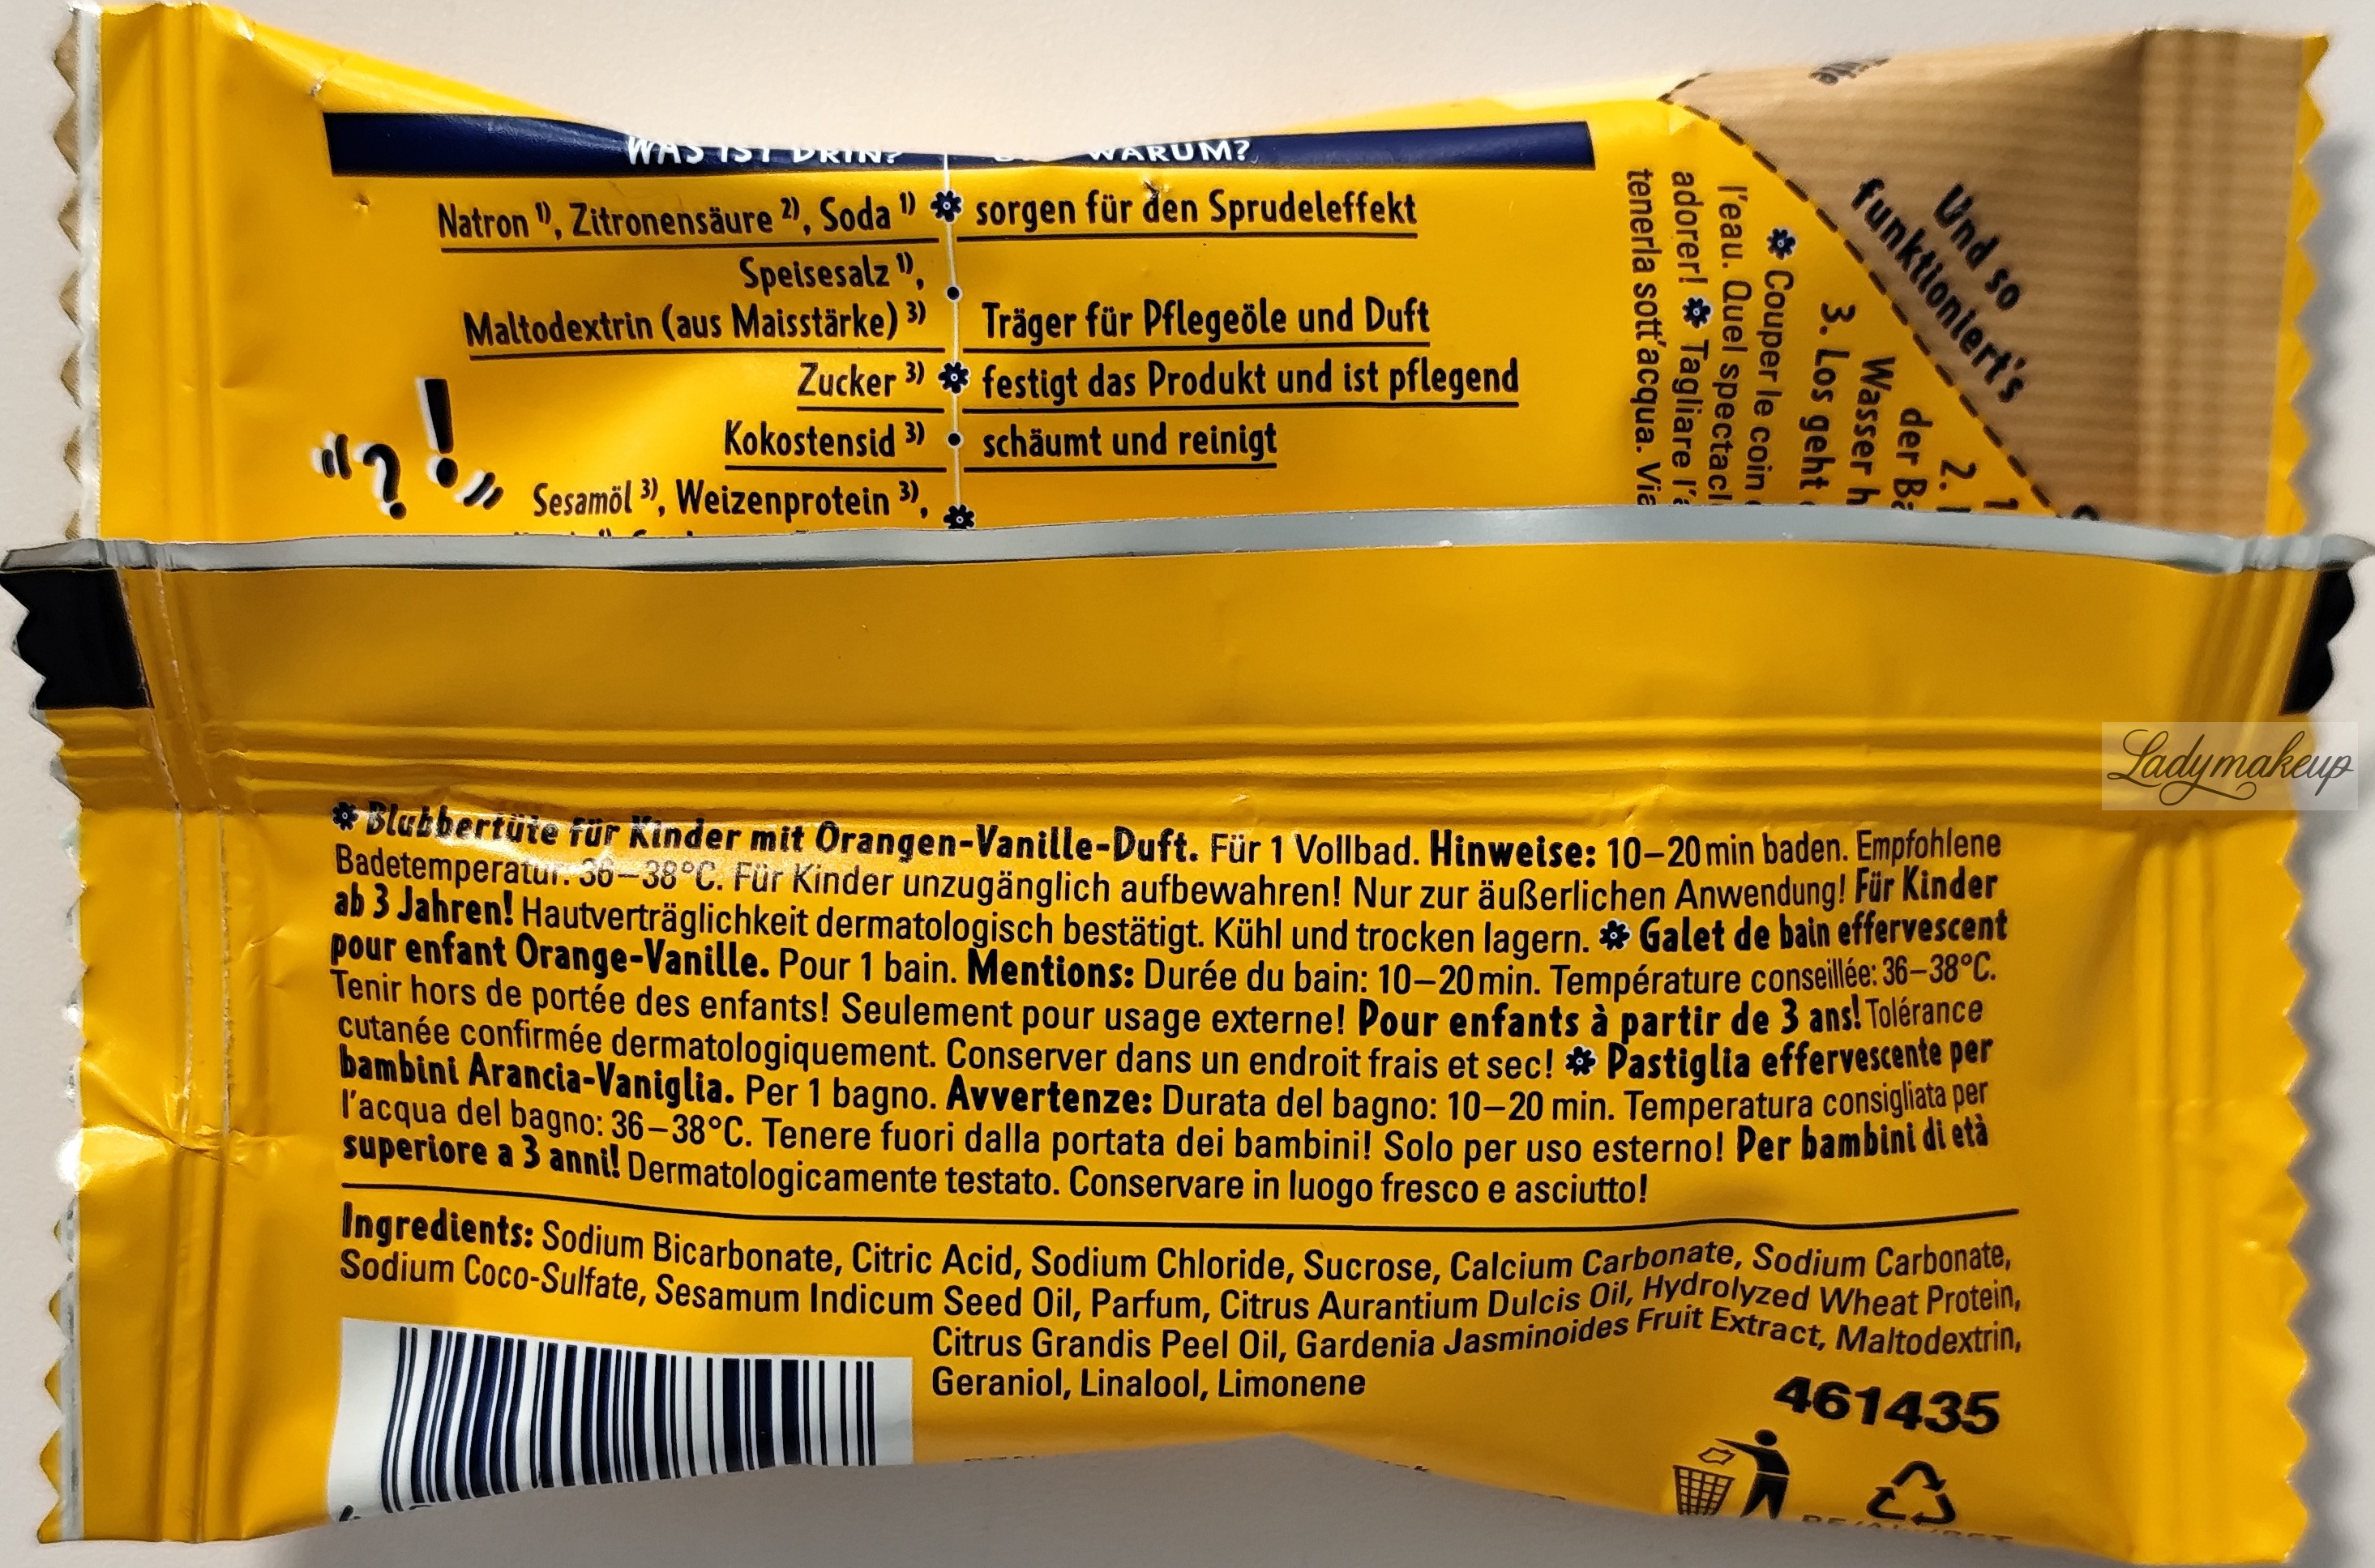 WAS IST DRIN? WARUM?
Natron ¹⁾, Zitronensäure ²⁾, Soda ¹⁾ sorgen für den Sprudeleffekt
Speisesalz ¹⁾,
Maltodextrin (aus Maisstärke) ³⁾ Träger für Pflegeöle und Duft
Zucker ³⁾ festigt das Produkt und ist pflegend
Kokostensid ³⁾ schäumt und reinigt
„?!“
Sesamöl ³⁾, Weizenprotein ³⁾,
Und so
funktioniert's
1.
2.
der
Wasser
3. Los geht
Couper le coin
l'eau. Quel
adorer! Tagliare
tenerla sott'acqua.
Ladymakeup
Blubbertüte für Kinder mit Orangen-Vanille-Duft. Für 1 Vollbad. Hinweise: 10–20 min baden. Empfohlene
Badetemperatur: 36–38°C. Für Kinder unzugänglich aufbewahren! Nur zur äußerlichen Anwendung! Für Kinder
ab 3 Jahren! Hautverträglichkeit dermatologisch bestätigt. Kühl und trocken lagern. Galet de bain effervescent
pour enfant Orange-Vanille. Pour 1 bain. Mentions: Durée du bain: 10–20 min. Température conseillée: 36–38°C.
Tenir hors de portée des enfants! Seulement pour usage externe! Pour enfants à partir de 3 ans! Tolérance
cutanée confirmée dermatologiquement. Conserver dans un endroit frais et sec! Pastiglia effervescente per
bambini Arancia-Vaniglia. Per 1 bagno. Avvertenze: Durata del bagno: 10–20 min. Temperatura consigliata per
l'acqua del bagno: 36–38°C. Tenere fuori dalla portata dei bambini! Solo per uso esterno! Per bambini di età
superiore a 3 anni! Dermatologicamente testato. Conservare in luogo fresco e asciutto!
Ingredients: Sodium Bicarbonate, Citric Acid, Sodium Chloride, Sucrose, Calcium Carbonate, Sodium Carbonate,
Sodium Coco-Sulfate, Sesamum Indicum Seed Oil, Parfum, Citrus Aurantium Dulcis Oil, Hydrolyzed Wheat Protein,
Citrus Grandis Peel Oil, Gardenia Jasminoides Fruit Extract, Maltodextrin,
Geraniol, Linalool, Limonene
461435